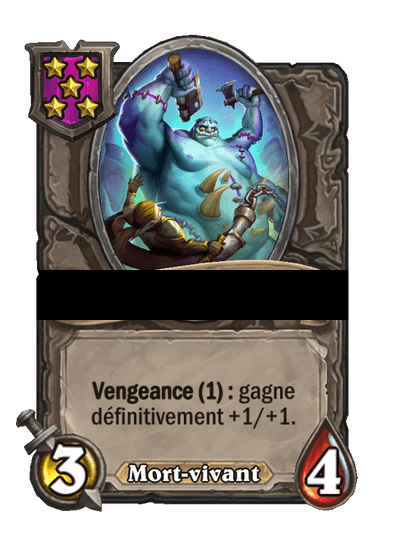 Vengeance (1) : gagne
définitivement +1/+1.
3
Mort-vivant
4